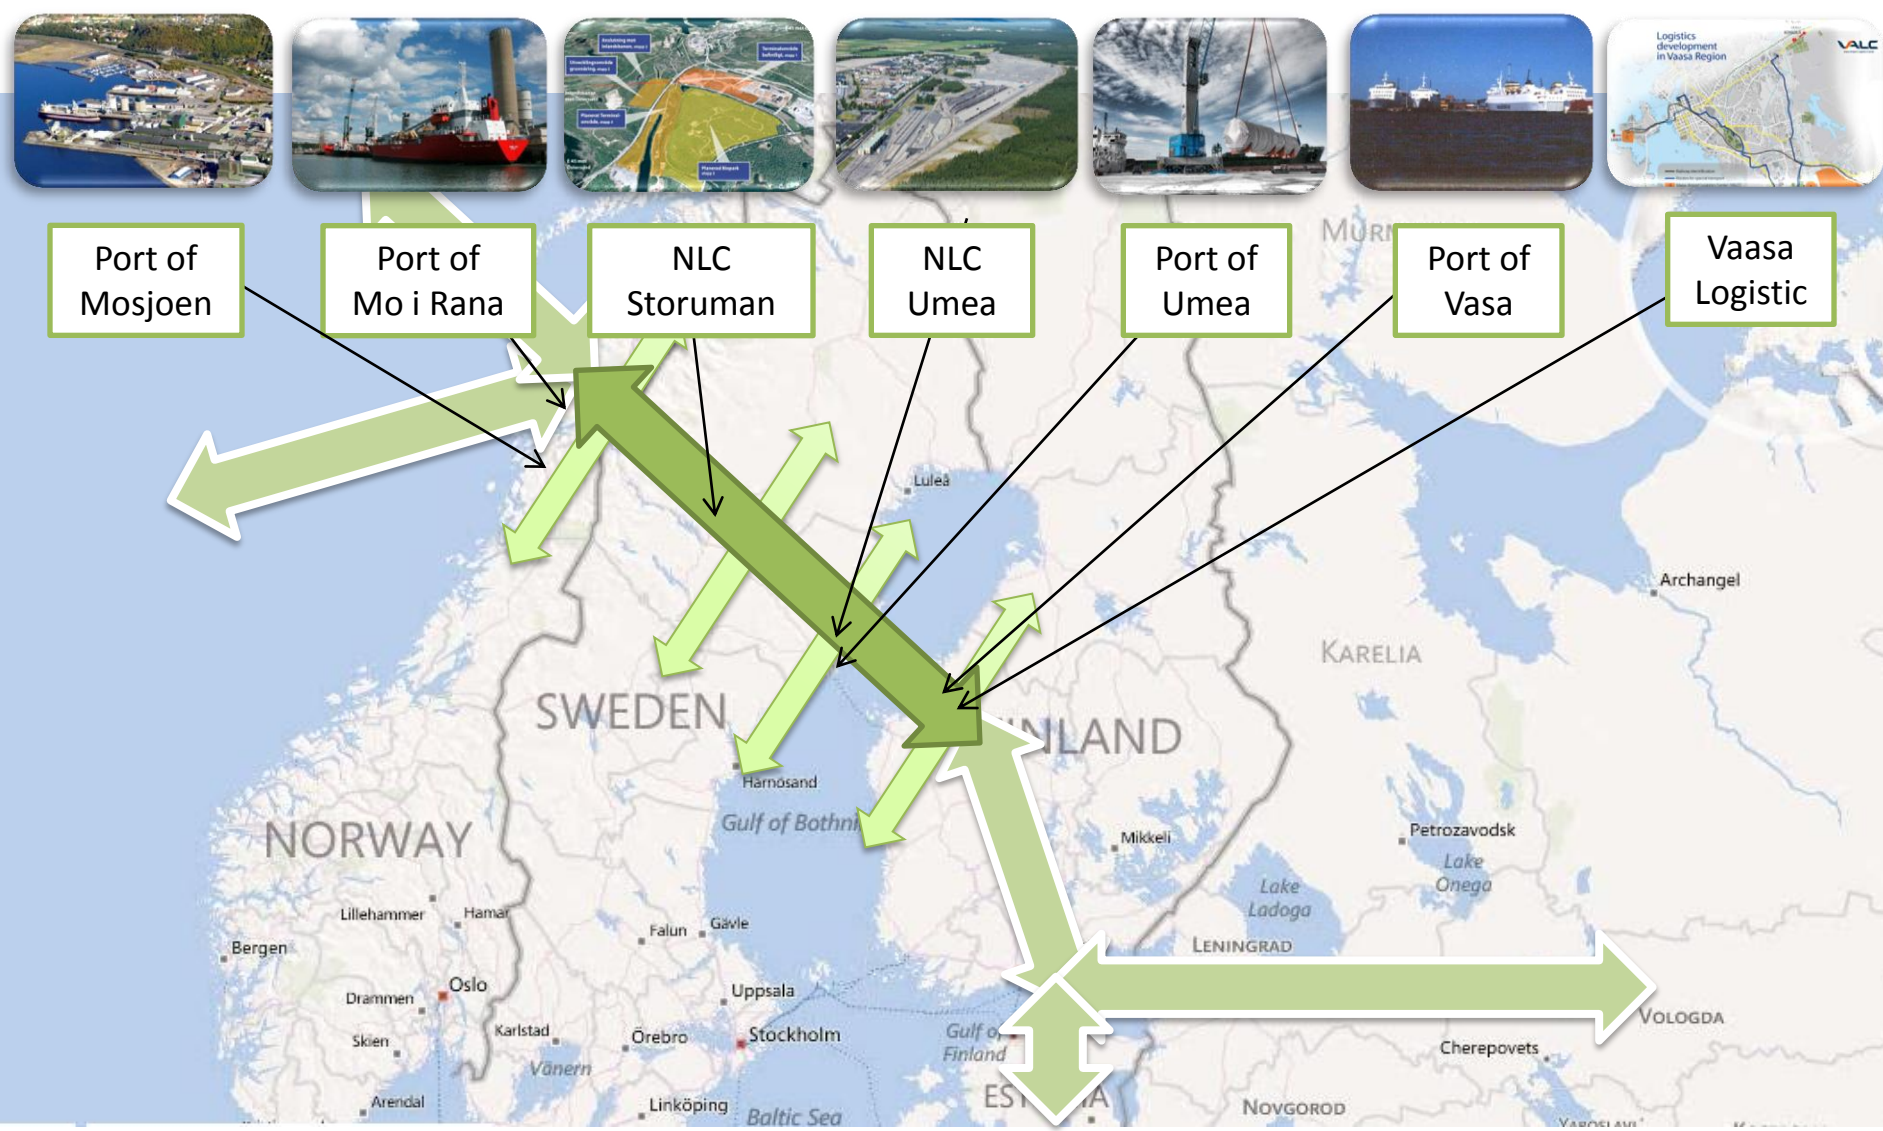 Logistics
development
in Vaasa Region
VALC
Port of
Mosjoen
Port of
Mo i Rana
NLC
Storuman
NLC
Umea
Port of
Umea
Port of
Vasa
Vaasa
Logistic
Luleå
Archangel
KARELIA
SWEDEN
NLAND
Härnösand
Gulf of Bothni
NORWAY
Mikkeli
Petrozavodsk
Lake
Onega
Lake
Ladoga
Lillehammer
Hamar
Falun
Gävle
Bergen
LENINGRAD
Oslo
Drammen
Uppsala
VOLOGDA
Skien
Karlstad
Örebro
Stockholm
Gulf of
Finland
Cherepovets
Vänern
Arendal
Linköping
Baltic Sea
NOVGOROD